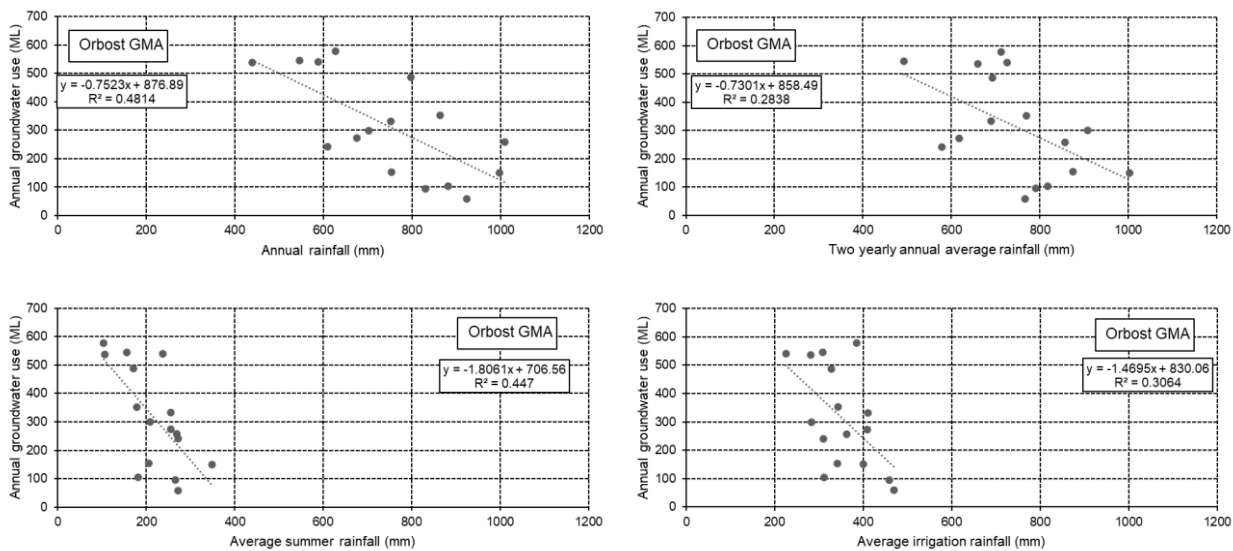 Annual groundwater use (ML)
700
600
500
400
300
200
100
0
Orbost GMA
y = -0.7523x + 876.89
R² = 0.4814
0 200 400 600 800 1000 1200
Annual rainfall (mm)
Annual groundwater use (ML)
700
600
500
400
300
200
100
0
Orbost GMA
y = -0.7301x + 858.49
R² = 0.2838
0 200 400 600 800 1000 1200
Two yearly annual average rainfall (mm)
Annual groundwater use (ML)
700
600
500
400
300
200
100
0
Orbost GMA
y = -1.8061x + 706.56
R² = 0.447
0 200 400 600 800 1000 1200
Average summer rainfall (mm)
Annual groundwater use (ML)
700
600
500
400
300
200
100
0
Orbost GMA
y = -1.4695x + 830.06
R² = 0.3064
0 200 400 600 800 1000 1200
Average irrigation rainfall (mm)